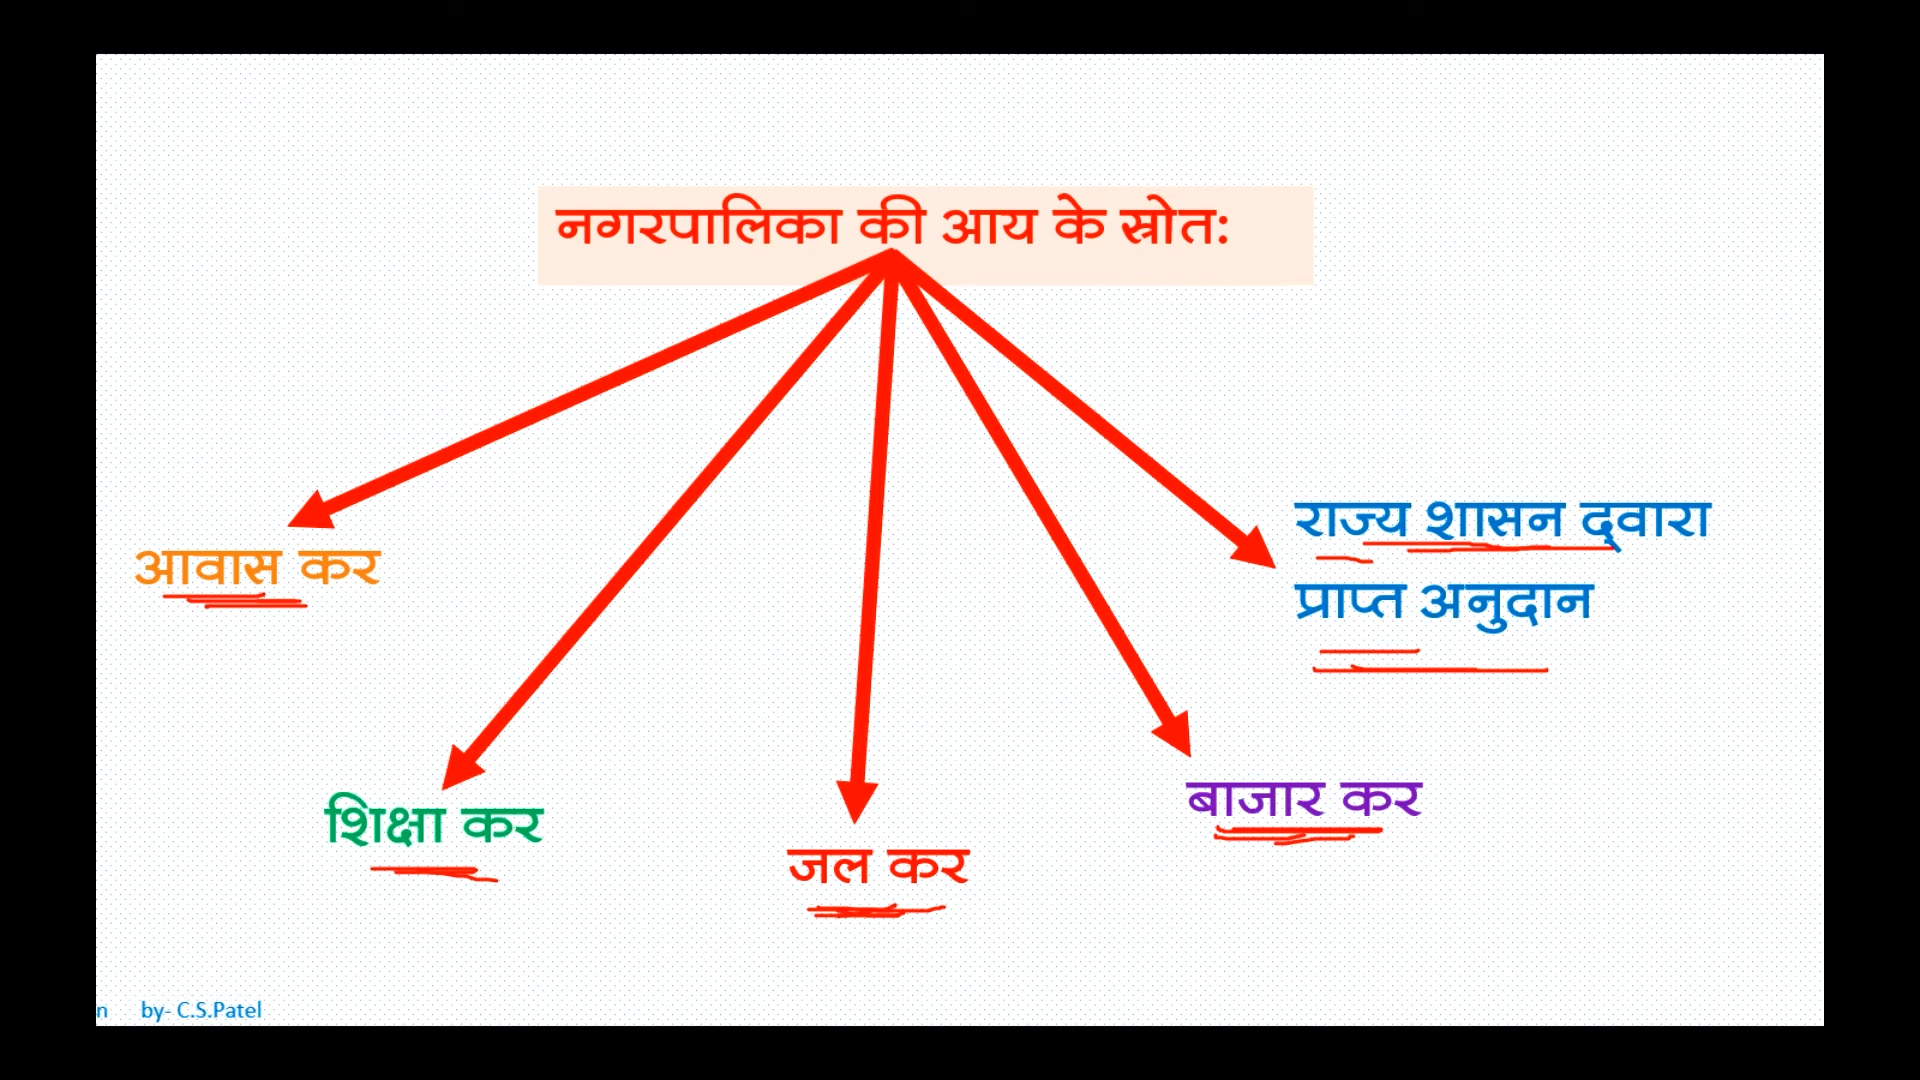 नगरपालिका की आय के स्रोत:
आवास कर
शिक्षा कर
जल कर
बाजार कर
राज्य शासन द्वारा
प्राप्त अनुदान
n by- C.S.Patel